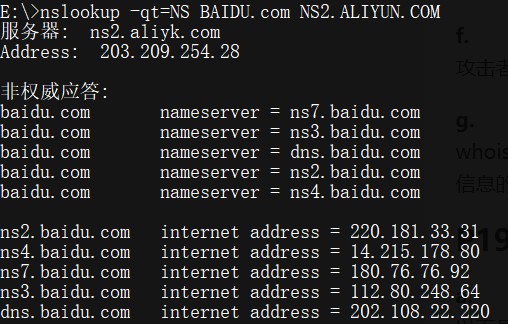 E:\>nslookup -qt=NS BAIDU.com NS2.ALIYUN.COM
服务器:  ns2.aliyk.com
Address:  203.209.254.28
非权威应答:
baidu.com       nameserver = ns7.baidu.com
baidu.com       nameserver = ns3.baidu.com
baidu.com       nameserver = dns.baidu.com
baidu.com       nameserver = ns2.baidu.com
baidu.com       nameserver = ns4.baidu.com
ns2.baidu.com   internet address = 220.181.33.31
ns4.baidu.com   internet address = 14.215.178.80
ns7.baidu.com   internet address = 180.76.76.92
ns3.baidu.com   internet address = 112.80.248.64
dns.baidu.com   internet address = 202.108.22.220
f.
攻击者
g.
whois
信息的
19